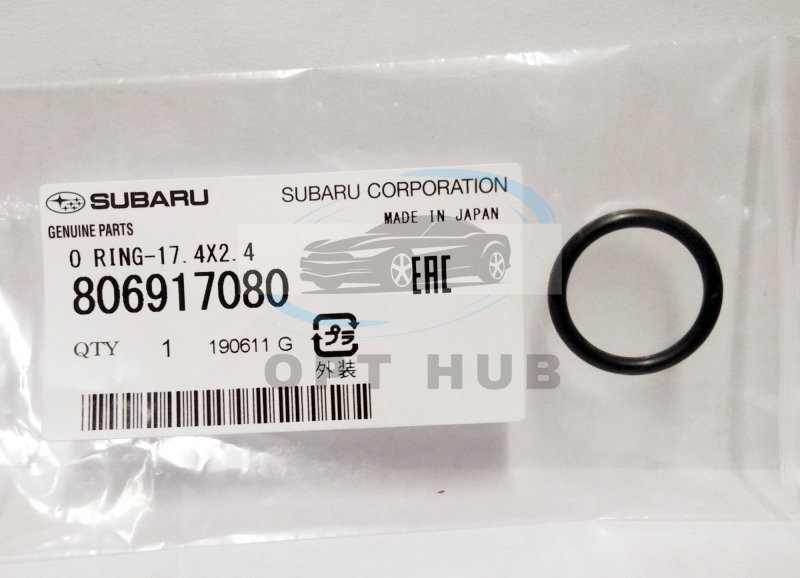 SUBARU
SUBARU CORPORATION
GENUINE PARTS
MADE IN JAPAN
O RING-17.4X2.4
806917080
EAC
QTY 1 190611 G
プラ
外装
OPT HUB